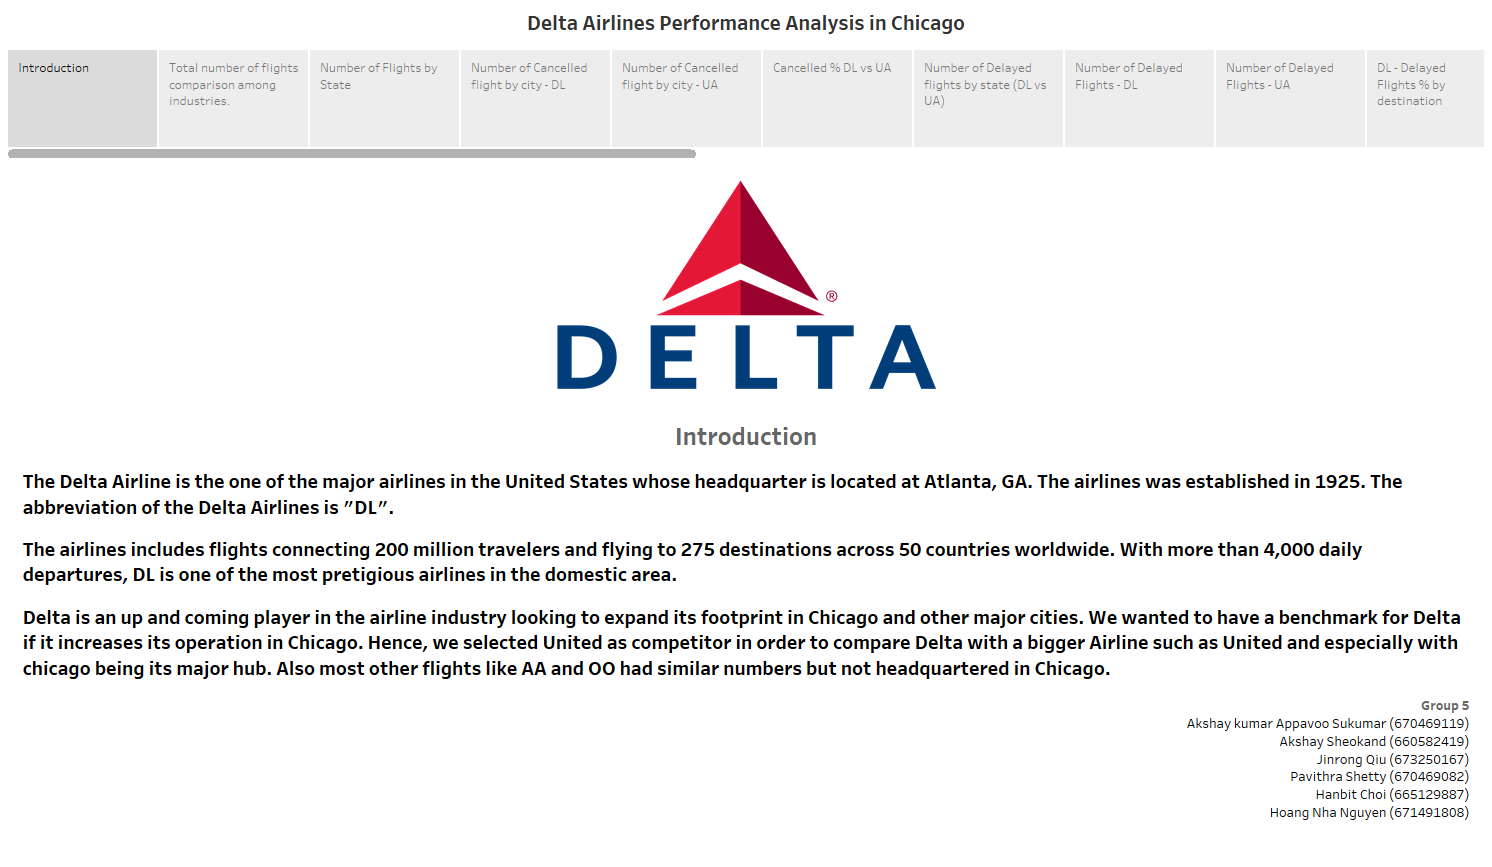 Delta Airlines Performance Analysis in Chicago
Introduction
Total number of flights
comparison among
industries.
Number of Flights by
State
Number of Cancelled
flight by city - DL
Number of Cancelled
flight by city - UA
Cancelled % DL vs UA
Number of Delayed
flights by state (DL vs
UA)
Number of Delayed
Flights - DL
Number of Delayed
Flights - UA
DL - Delayed
Flights % by
destination
®
DELTA
Introduction
The Delta Airline is the one of the major airlines in the United States whose headquarter is located at Atlanta, GA. The airlines was established in 1925. The
abbreviation of the Delta Airlines is ”DL”.
The airlines includes flights connecting 200 million travelers and flying to 275 destinations across 50 countries worldwide. With more than 4,000 daily
departures, DL is one of the most pretigious airlines in the domestic area.
Delta is an up and coming player in the airline industry looking to expand its footprint in Chicago and other major cities. We wanted to have a benchmark for Delta
if it increases its operation in Chicago. Hence, we selected United as competitor in order to compare Delta with a bigger Airline such as United and especially with
chicago being its major hub. Also most other flights like AA and OO had similar numbers but not headquartered in Chicago.
Group 5
Akshay kumar Appavoo Sukumar (670469119)
Akshay Sheokand (660582419)
Jinrong Qiu (673250167)
Pavithra Shetty (670469082)
Hanbit Choi (665129887)
Hoang Nha Nguyen (671491808)